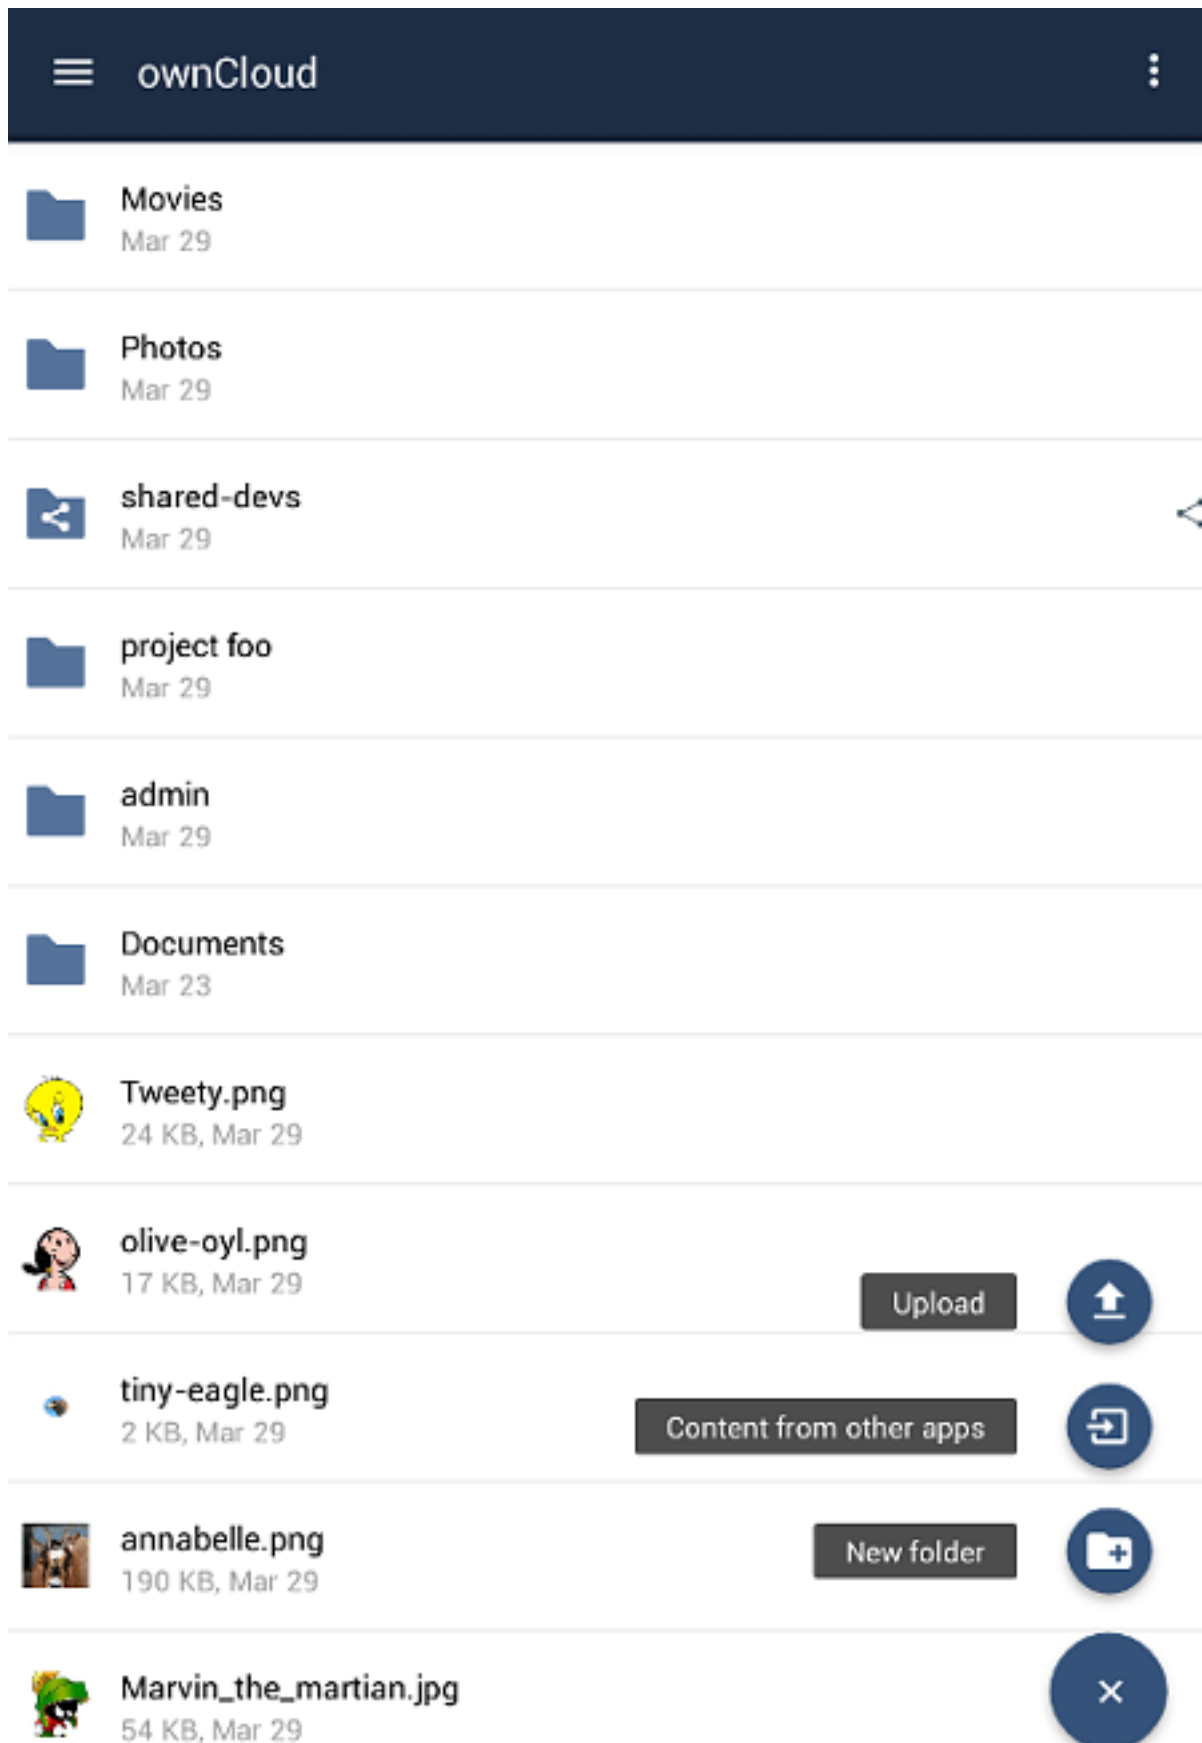 ownCloud
Movies
Mar 29
Photos
Mar 29
shared-devs
Mar 29
project foo
Mar 29
admin
Mar 29
Documents
Mar 23
Tweety.png
24 KB, Mar 29
olive-oyl.png
17 KB, Mar 29
Upload
tiny-eagle.png
2 KB, Mar 29
Content from other apps
annabelle.png
190 KB, Mar 29
New folder
Marvin_the_martian.jpg
54 KB, Mar 29